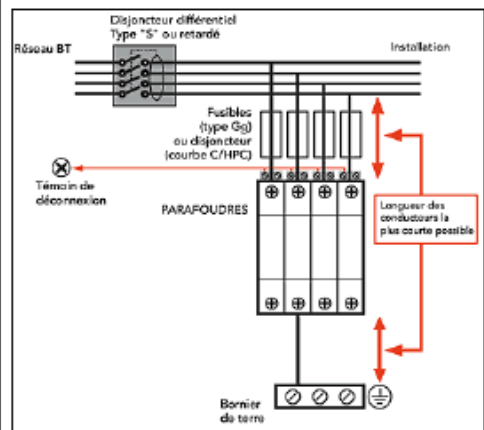 Disjoncteur différentiel
Type "S" ou retardé
Réseau BT
Installation
Fusibles
(type Gg)
ou disjoncteur
(courbe C/HPC)
Témoin de
déconnexion
PARAFOUDRES
Longueur des
conducteurs la
plus courte possible
Bornier
de terre